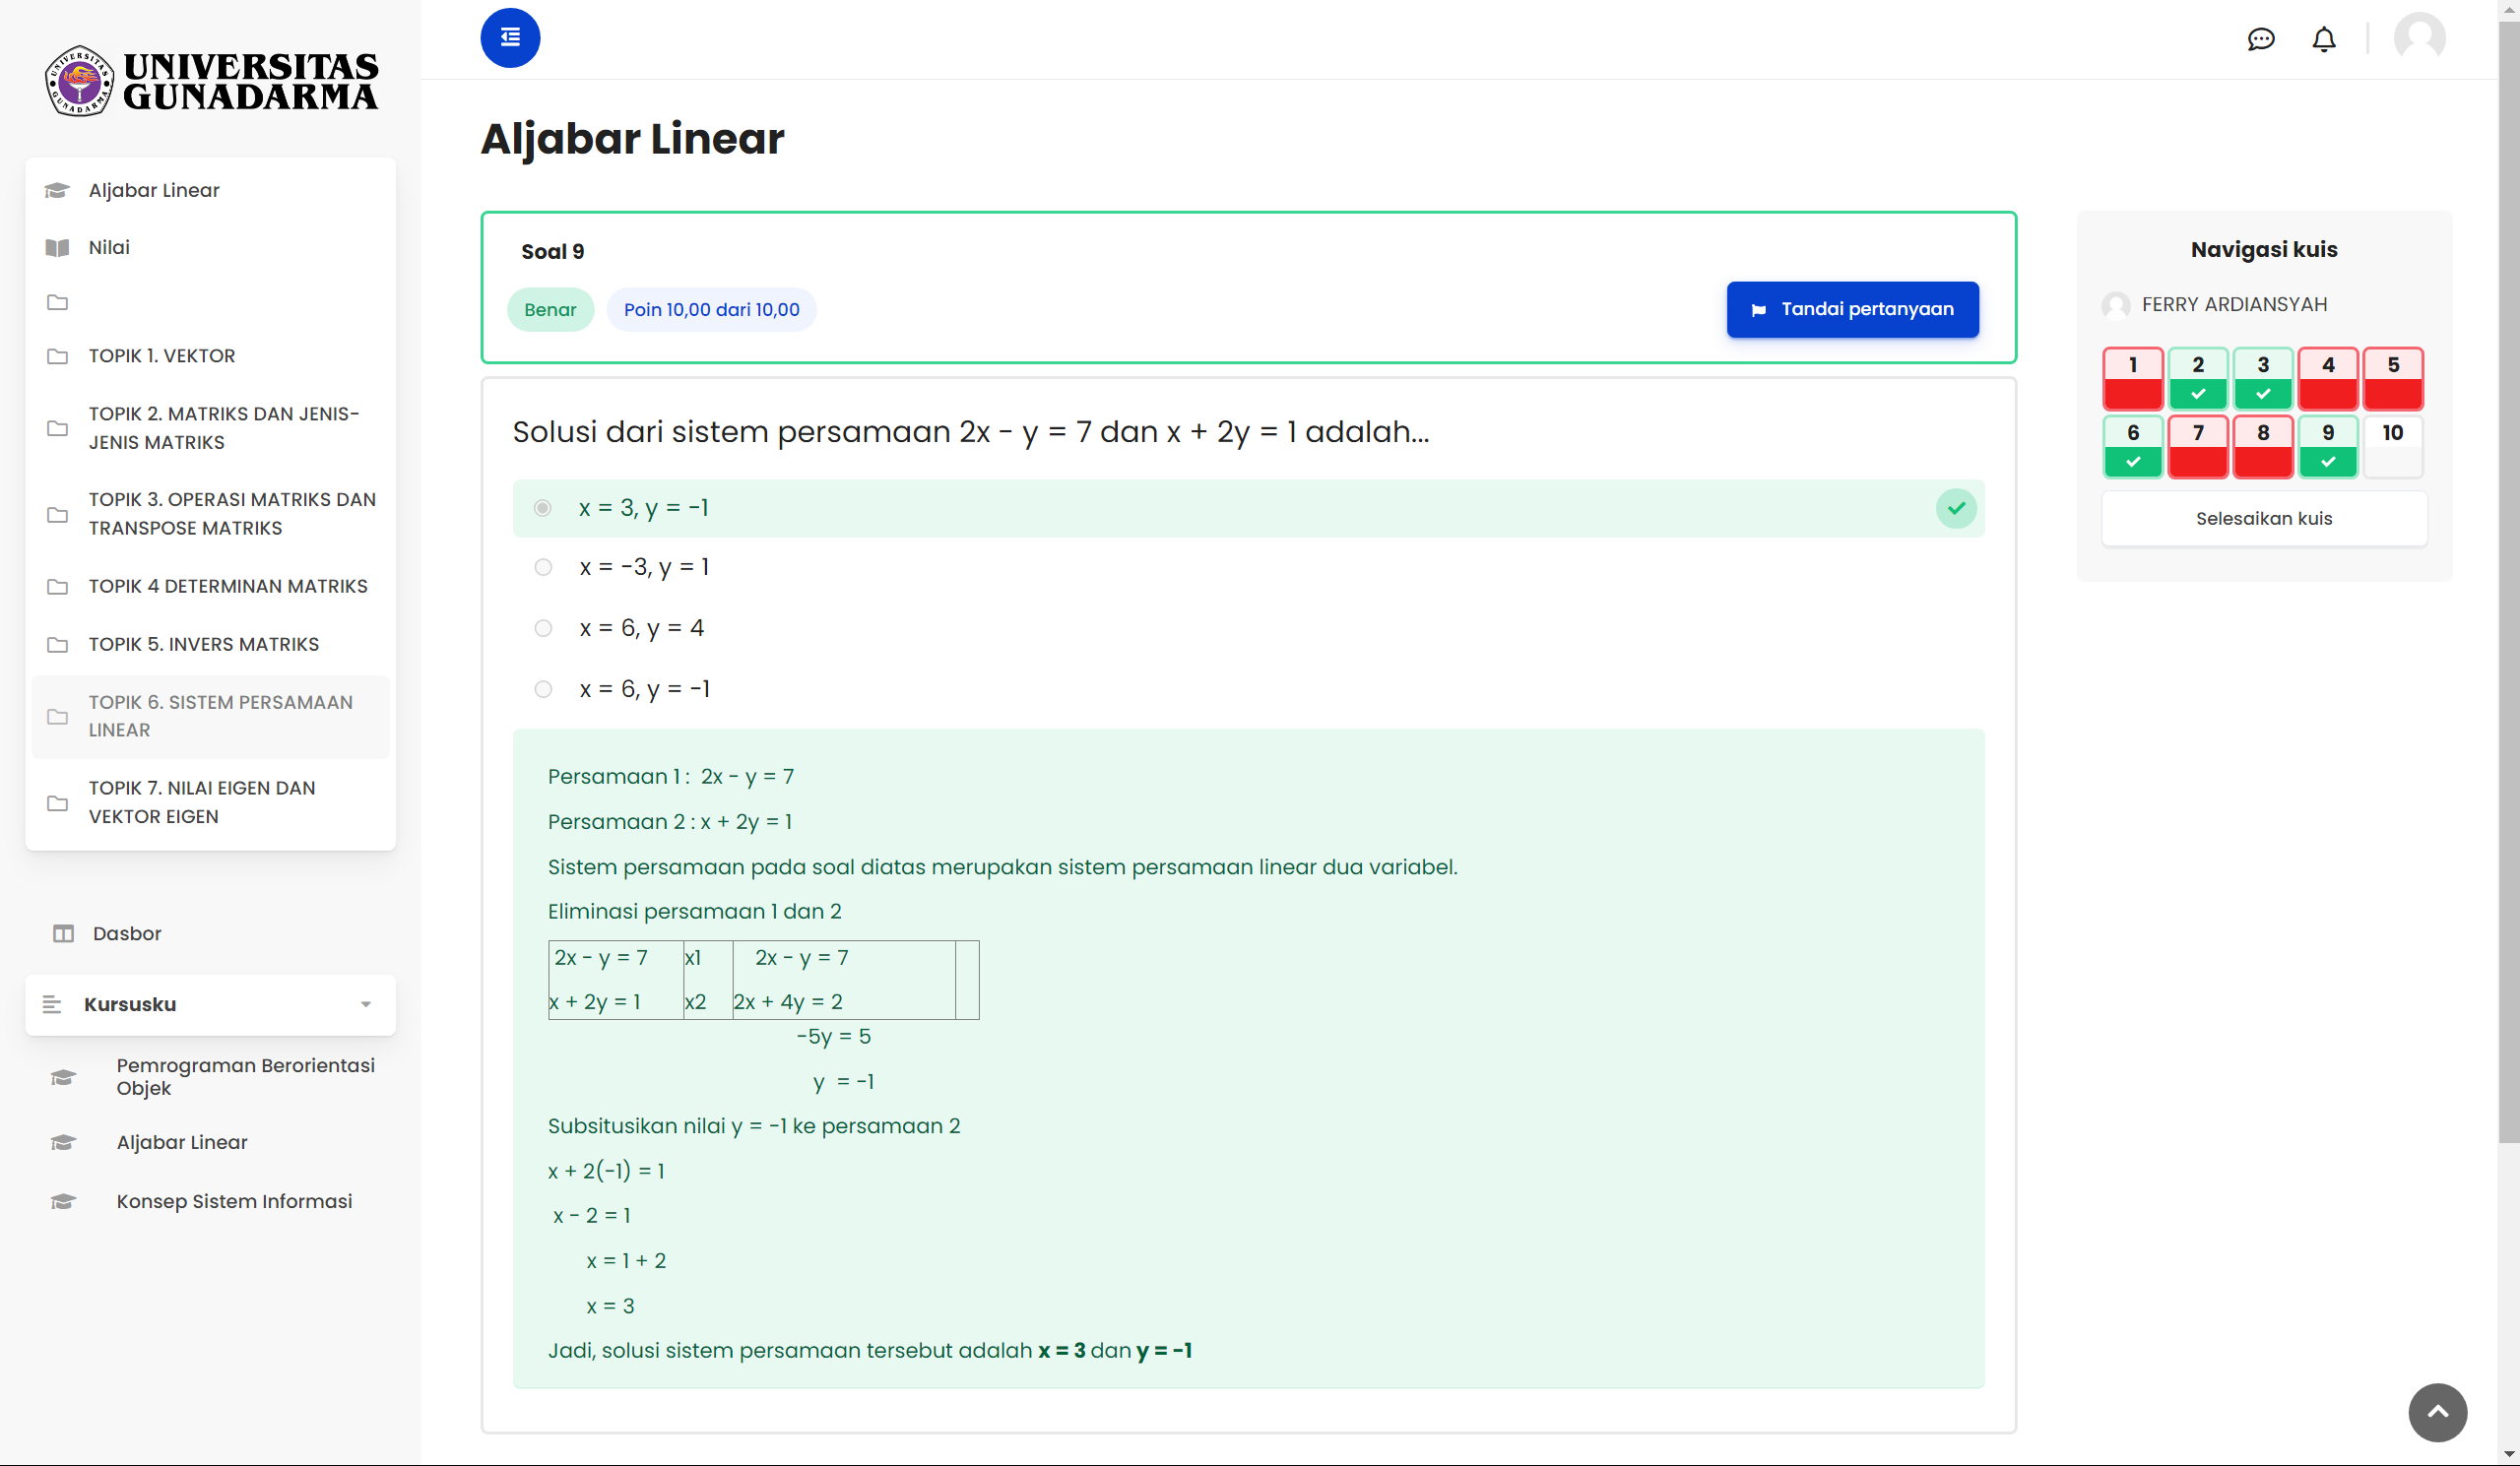 UNIVERSITAS
GUNADARMA
Aljabar Linear
Nilai
TOPIK 1. VEKTOR
TOPIK 2. MATRIKS DAN JENIS-
JENIS MATRIKS
TOPIK 3. OPERASI MATRIKS DAN
TRANSPOSE MATRIKS
TOPIK 4 DETERMINAN MATRIKS
TOPIK 5. INVERS MATRIKS
TOPIK 6. SISTEM PERSAMAAN
LINEAR
TOPIK 7. NILAI EIGEN DAN
VEKTOR EIGEN
Dasbor
Kursusku
Pemrograman Berorientasi
Objek
Aljabar Linear
Konsep Sistem Informasi
Aljabar Linear
Soal 9
Benar
Poin 10,00 dari 10,00
Tandai pertanyaan
Solusi dari sistem persamaan 2x - y = 7 dan x + 2y = 1 adalah...
x = 3, y = -1
x = -3, y = 1
x = 6, y = 4
x = 6, y = -1
Persamaan 1 : 2x - y = 7
Persamaan 2 : x + 2y = 1
Sistem persamaan pada soal diatas merupakan sistem persamaan linear dua variabel.
Eliminasi persamaan 1 dan 2
2x - y = 7 x1 2x - y = 7
x + 2y = 1 x2 2x + 4y = 2
-5y = 5
y = -1
Subsitusikan nilai y = -1 ke persamaan 2
x + 2(-1) = 1
x - 2 = 1
x = 1 + 2
x = 3
Jadi, solusi sistem persamaan tersebut adalah x = 3 dan y = -1
Navigasi kuis
FERRY ARDIANSYAH
1 2 3 4 5
6 7 8 9 10
Selesaikan kuis